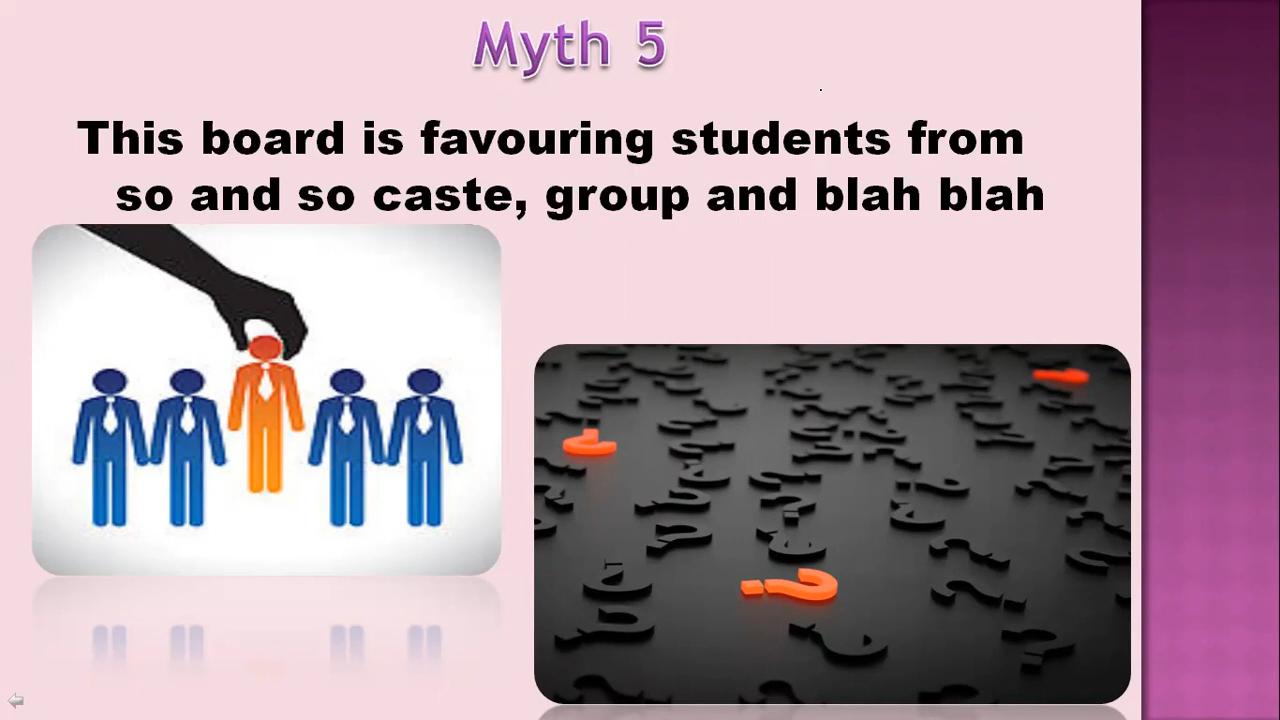 Myth 5
This board is favouring students from
so and so caste, group and blah blah